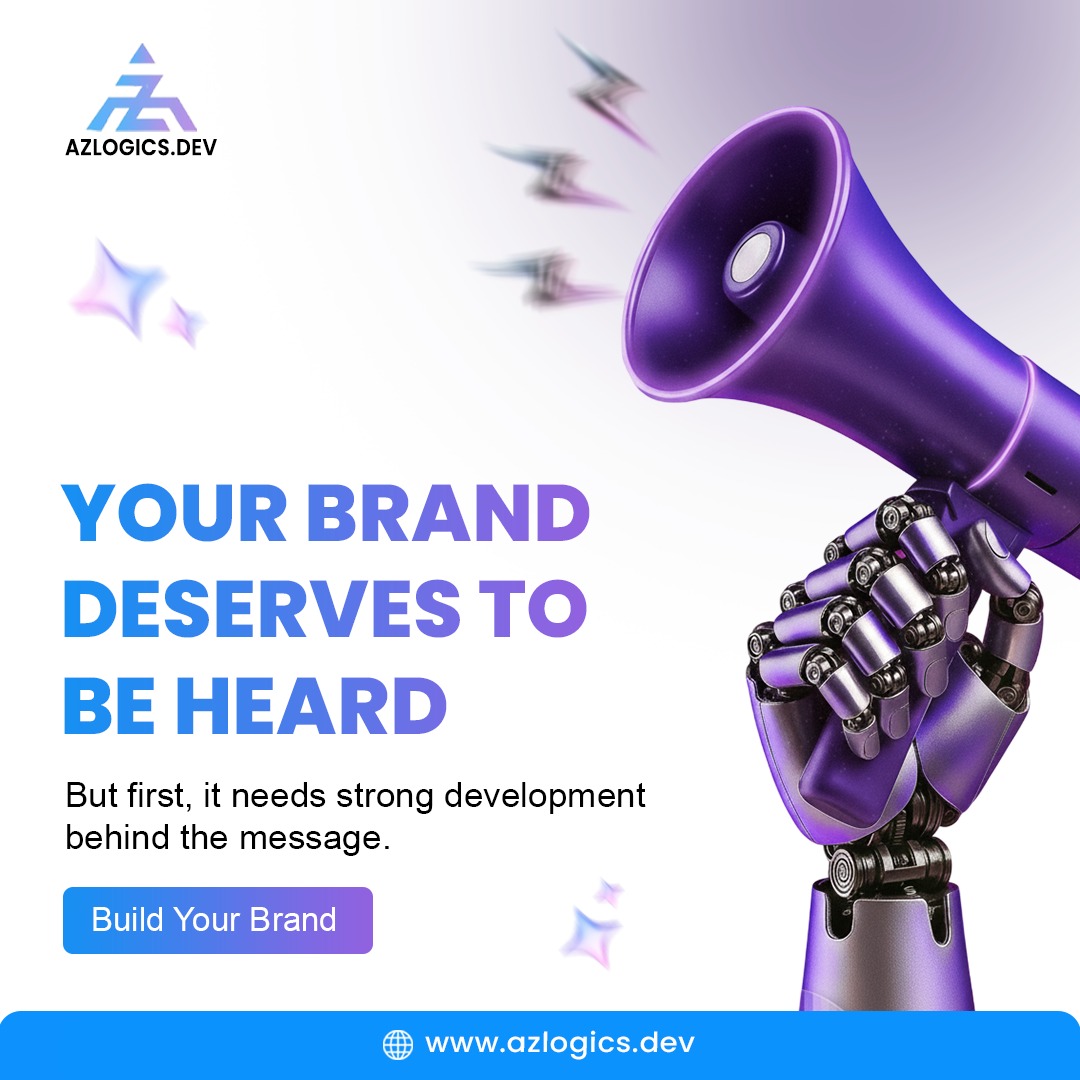 AZLOGICS.DEV
YOUR BRAND
DESERVES TO
BE HEARD
But first, it needs strong development
behind the message.
Build Your Brand
www.azlogics.dev